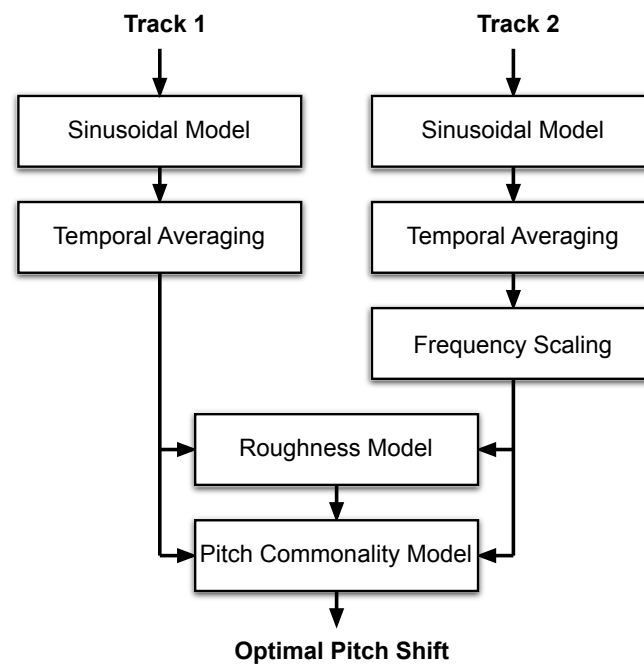 Track 1
Track 2
Sinusoidal Model
Sinusoidal Model
Temporal Averaging
Temporal Averaging
Frequency Scaling
Roughness Model
Pitch Commonality Model
Optimal Pitch Shift